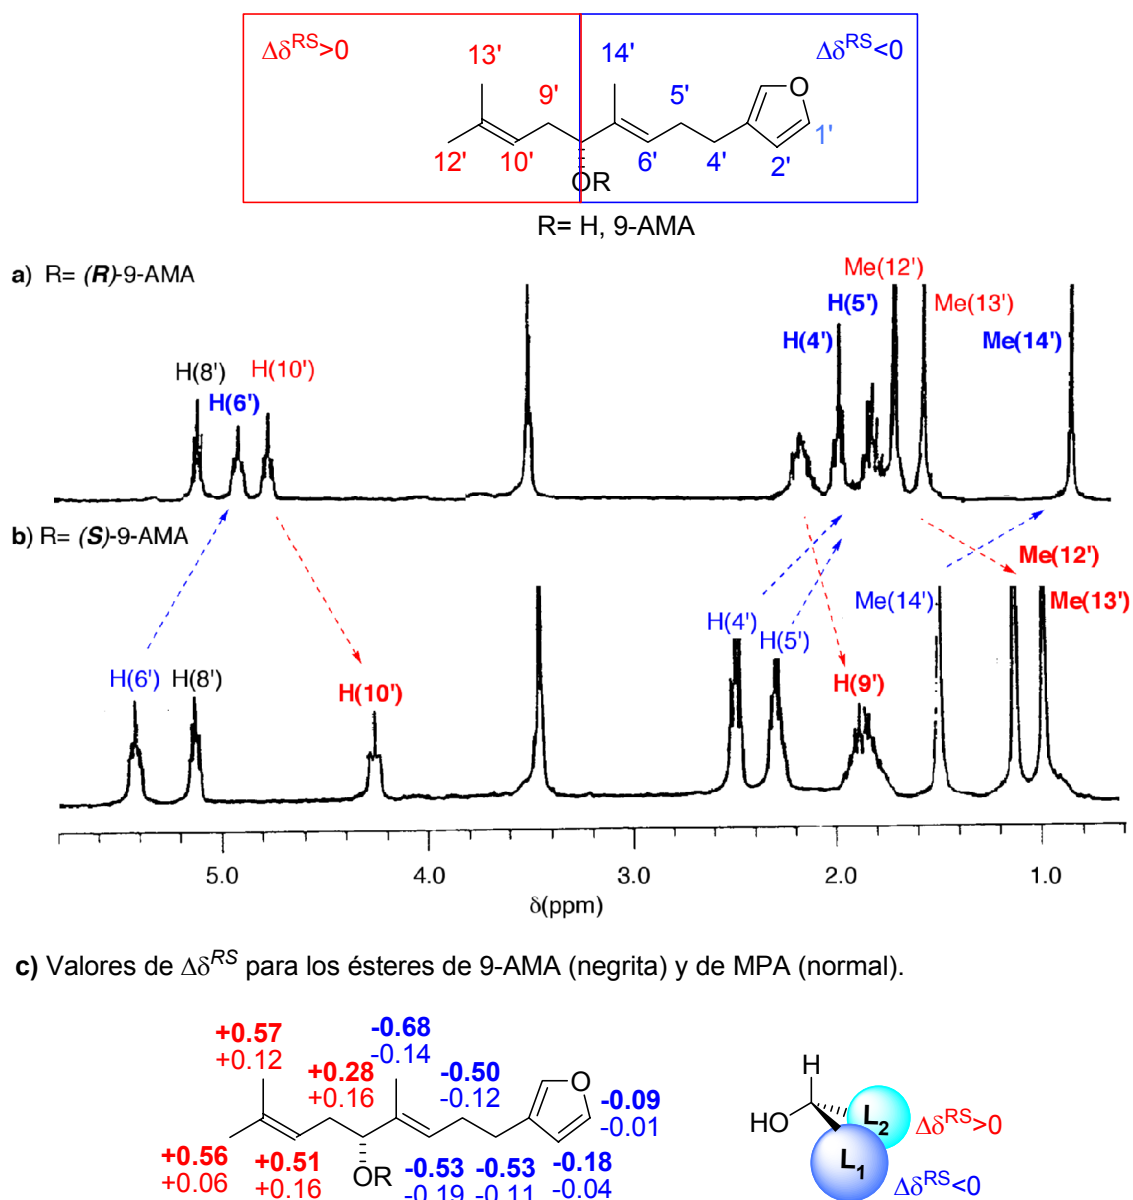 Δδ^RS>0
Δδ^RS<0
13'
14'
9'
5'
O
1'
12'
10'
6'
4'
2'
OR
R= H, 9-AMA
a) R= (R)-9-AMA
Me(12')
H(5')
Me(13')
H(4')
Me(14')
H(8')
H(10')
H(6')
b) R= (S)-9-AMA
Me(12')
Me(14')
Me(13')
H(4')
H(5')
H(6')
H(8')
H(10')
H(9')
5.0 4.0 3.0 2.0 1.0
δ(ppm)
c) Valores de Δδ^RS para los ésteres de 9-AMA (negrita) y de MPA (normal).
+0.57 -0.68
+0.12 -0.14
+0.28 -0.50
+0.16 -0.12
O
-0.09
-0.01
+0.56 +0.51
+0.06 +0.16
OR
-0.53 -0.53 -0.18
-0.19 -0.11 -0.04
H
HO
L2
Δδ^RS>0
L1
Δδ^RS<0